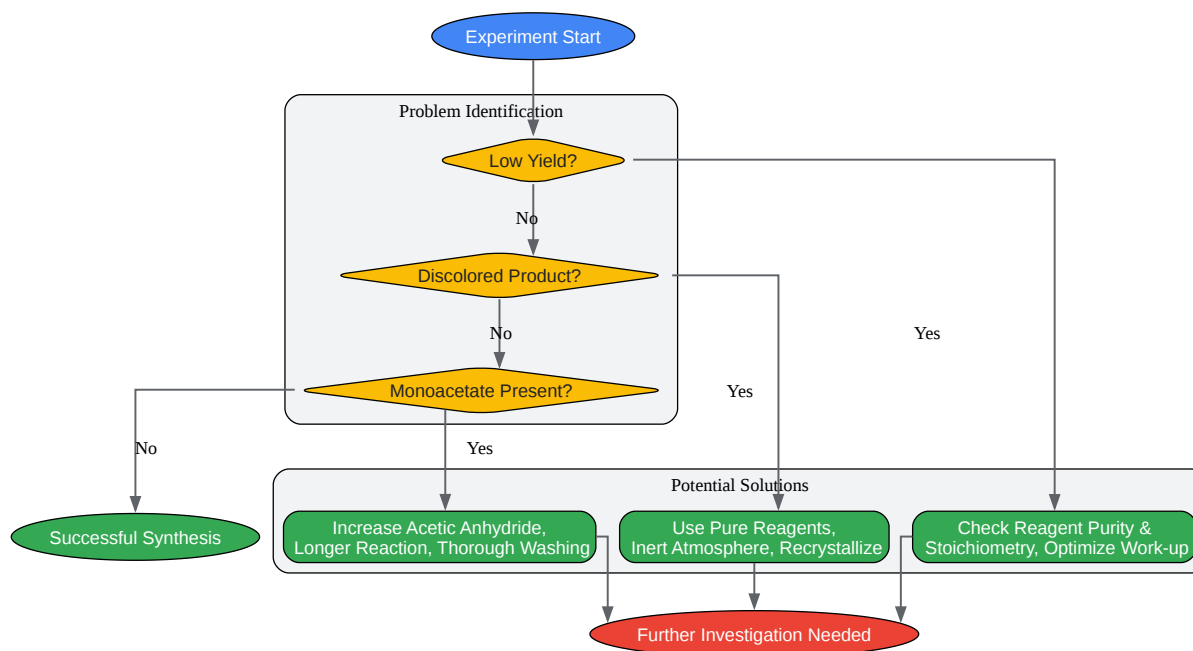 Experiment Start
Problem Identification
Low Yield?
No
Discolored Product?
No
Yes
Monoacetate Present?
Yes
No
Yes
Potential Solutions
Successful Synthesis
Increase Acetic Anhydride,
Longer Reaction, Thorough Washing
Use Pure Reagents,
Inert Atmosphere, Recrystallize
Check Reagent Purity &
Stoichiometry, Optimize Work-up
Further Investigation Needed